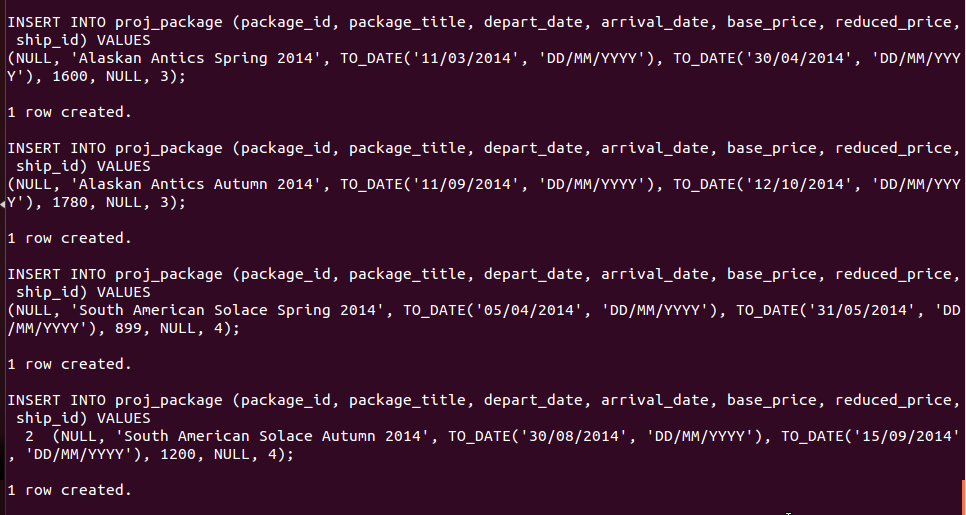 INSERT INTO proj_package (package_id, package_title, depart_date, arrival_date, base_price, reduced_price,
 ship_id) VALUES
(NULL, 'Alaskan Antics Spring 2014', TO_DATE('11/03/2014', 'DD/MM/YYYY'), TO_DATE('30/04/2014', 'DD/MM/YYY
Y'), 1600, NULL, 3);

1 row created.

INSERT INTO proj_package (package_id, package_title, depart_date, arrival_date, base_price, reduced_price,
 ship_id) VALUES
(NULL, 'Alaskan Antics Autumn 2014', TO_DATE('11/09/2014', 'DD/MM/YYYY'), TO_DATE('12/10/2014', 'DD/MM/YYY
Y'), 1780, NULL, 3);

1 row created.

INSERT INTO proj_package (package_id, package_title, depart_date, arrival_date, base_price, reduced_price,
 ship_id) VALUES
(NULL, 'South American Solace Spring 2014', TO_DATE('05/04/2014', 'DD/MM/YYYY'), TO_DATE('31/05/2014', 'DD
/MM/YYYY'), 899, NULL, 4);

1 row created.

INSERT INTO proj_package (package_id, package_title, depart_date, arrival_date, base_price, reduced_price,
 ship_id) VALUES
  2  (NULL, 'South American Solace Autumn 2014', TO_DATE('30/08/2014', 'DD/MM/YYYY'), TO_DATE('15/09/2014'
, 'DD/MM/YYYY'), 1200, NULL, 4);

1 row created.